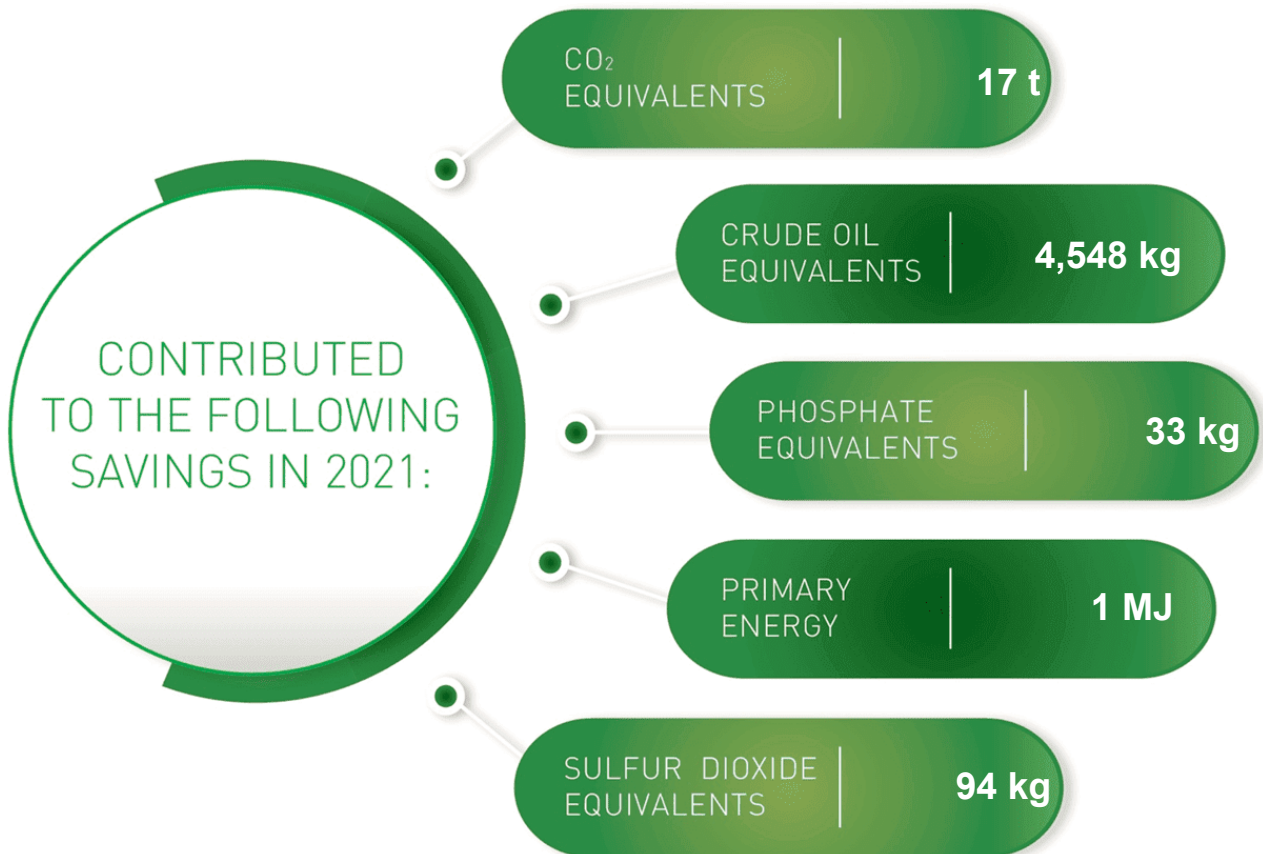 CO₂
EQUIVALENTS
17 t
CRUDE OIL
EQUIVALENTS
4,548 kg
CONTRIBUTED
TO THE FOLLOWING
SAVINGS IN 2021:
PHOSPHATE
EQUIVALENTS
33 kg
PRIMARY
ENERGY
1 MJ
SULFUR DIOXIDE
EQUIVALENTS
94 kg